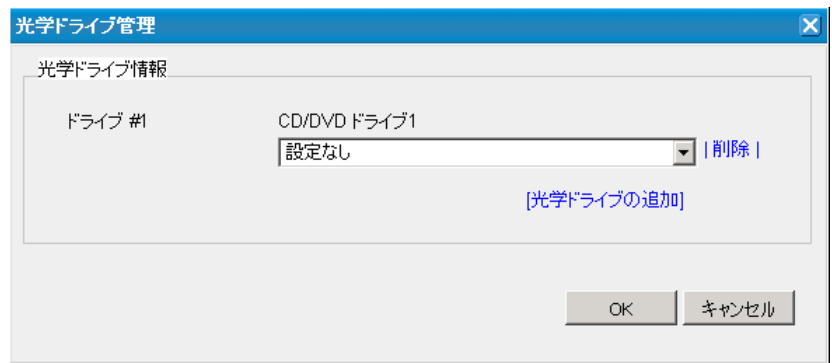 光学ドライブ管理
光学ドライブ情報
ドライブ #1
CD/DVD ドライブ1
設定なし
| 削除 |
[光学ドライブの追加]
OK
キャンセル